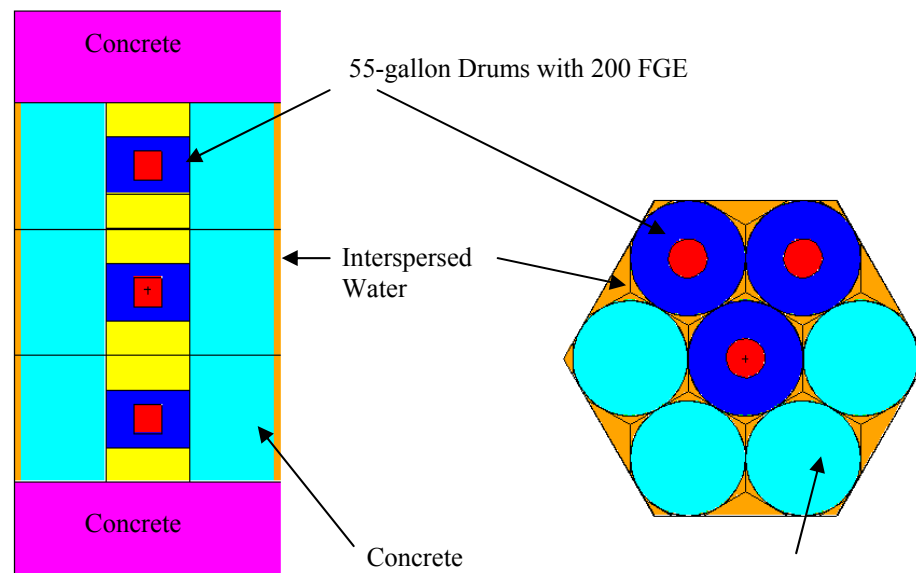 Concrete
55-gallon Drums with 200 FGE
Interspersed
Water
Concrete
Concrete